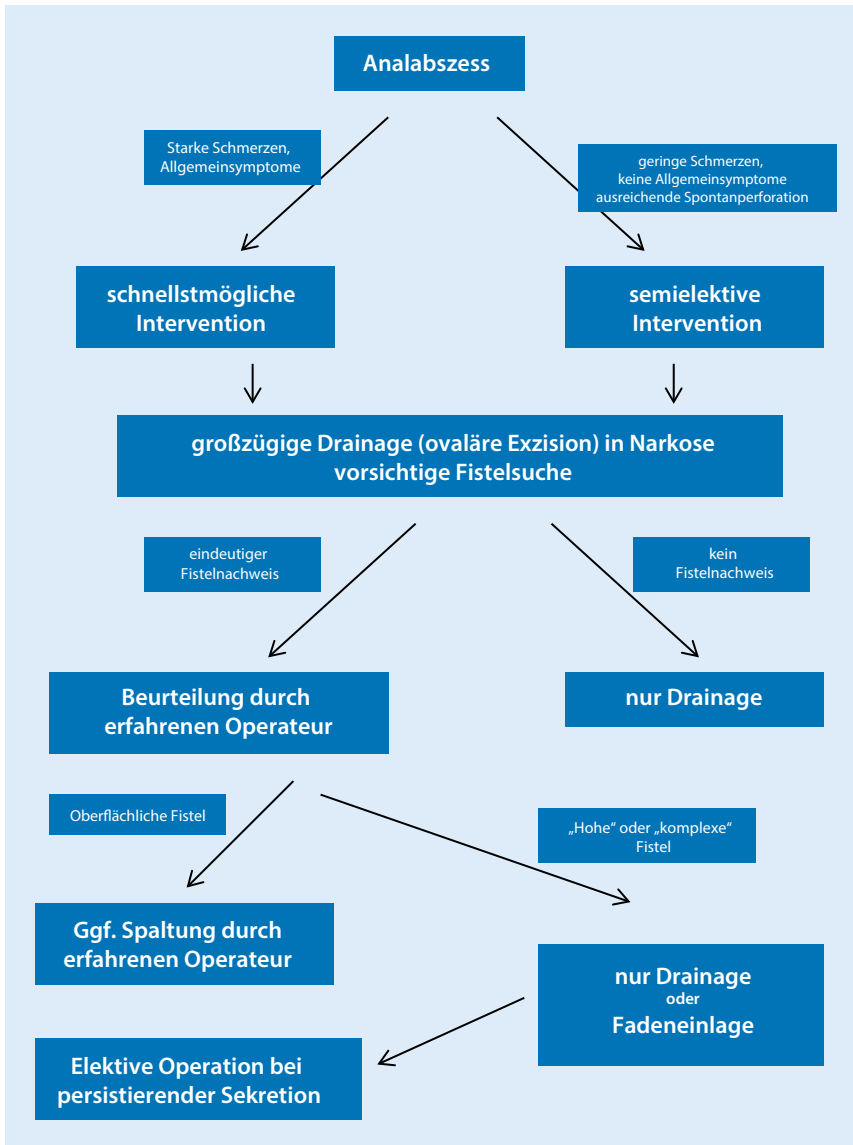 Analabszess
Starke Schmerzen,
Allgemeinsymptome
geringe Schmerzen,
keine Allgemeinsymptome
ausreichende Spontanperforation
schnellstmögliche
Intervention
semielektive
Intervention
großzügige Drainage (ovaläre Exzision) in Narkose
vorsichtige Fistelsuche
eindeutiger
Fistelnachweis
kein
Fistelnachweis
Beurteilung durch
erfahrenen Operateur
nur Drainage
Oberflächliche Fistel
„Hohe“ oder „komplexe“
Fistel
Ggf. Spaltung durch
erfahrenen Operateur
nur Drainage
oder
Fadeneinlage
Elektive Operation bei
persistierender Sekretion